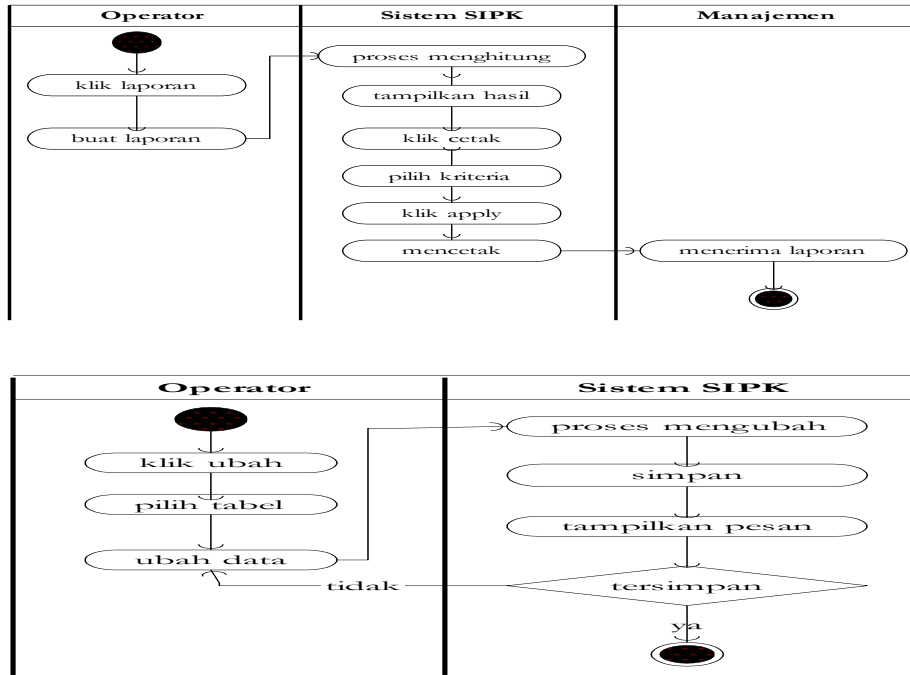 Operator
Sistem SIPK
Manajemen
klik laporan
buat laporan
proses menghitung
tampilkan hasil
klik cetak
pilih kriteria
klik apply
mencetak
menerima laporan
Operator
Sistem SIPK
klik ubah
pilih tabel
ubah data
proses mengubah
simpan
tampilkan pesan
tersimpan
tidak
ya